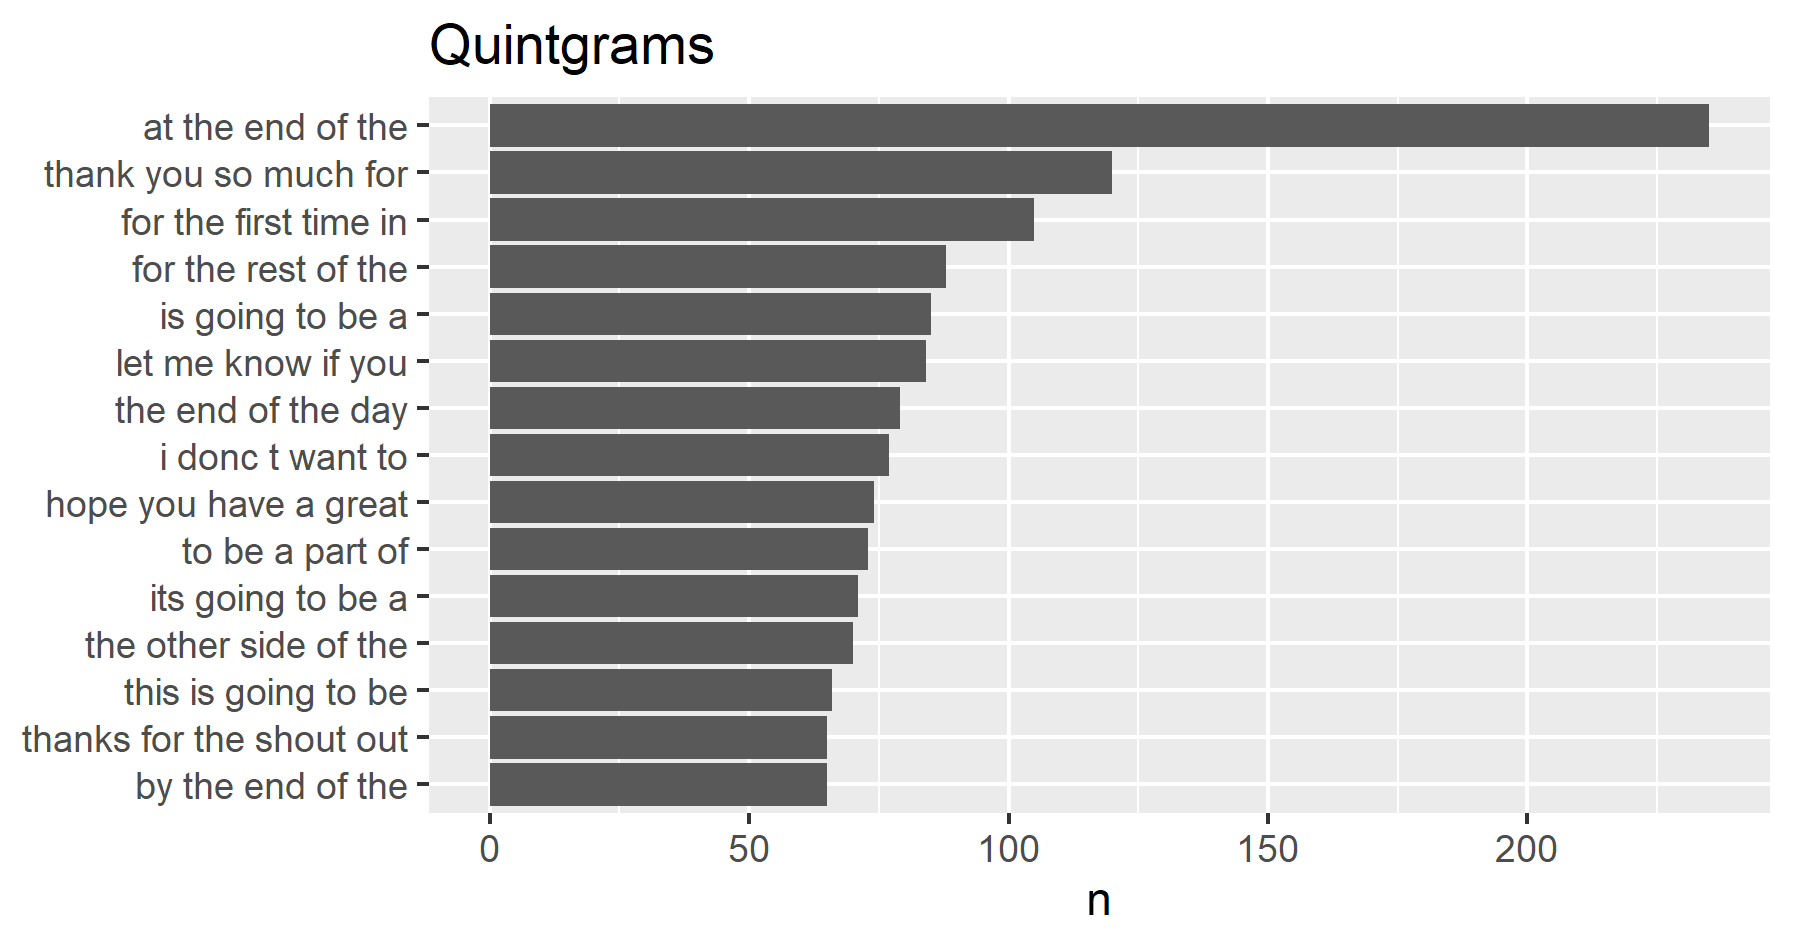 Quintgrams
at the end of the
thank you so much for
for the first time in
for the rest of the
is going to be a
let me know if you
the end of the day
i donc t want to
hope you have a great
to be a part of
its going to be a
the other side of the
this is going to be
thanks for the shout out
by the end of the
0 50 100 150 200
n